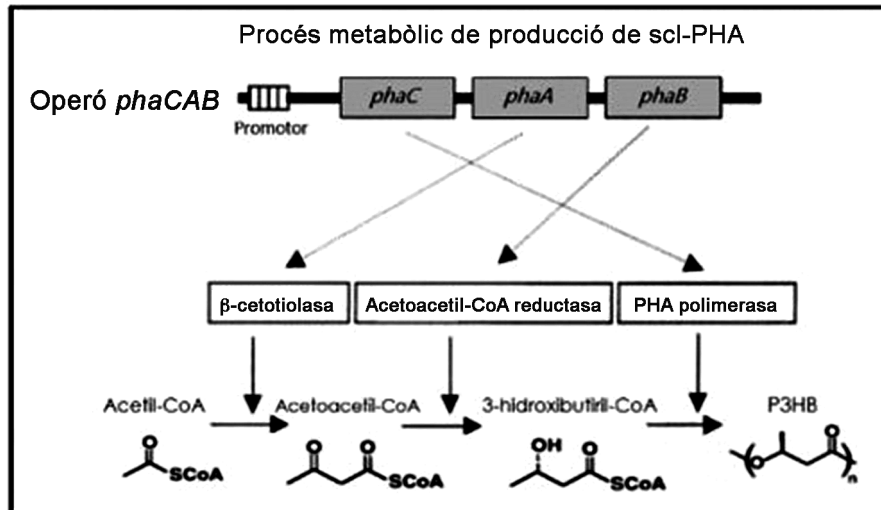 Procés metabòlic de producció de scl-PHA
Operó phaCAB
phaC
phaA
phaB
Promotor
β-cetotiolasa
Acetoacetil-CoA reductasa
PHA polimerasa
Acetil-CoA
Acetoacetil-CoA
3-hidroxibutiril-CoA
P3HB
O
SCoA
O
O
SCoA
OH
O
SCoA
O
O
n